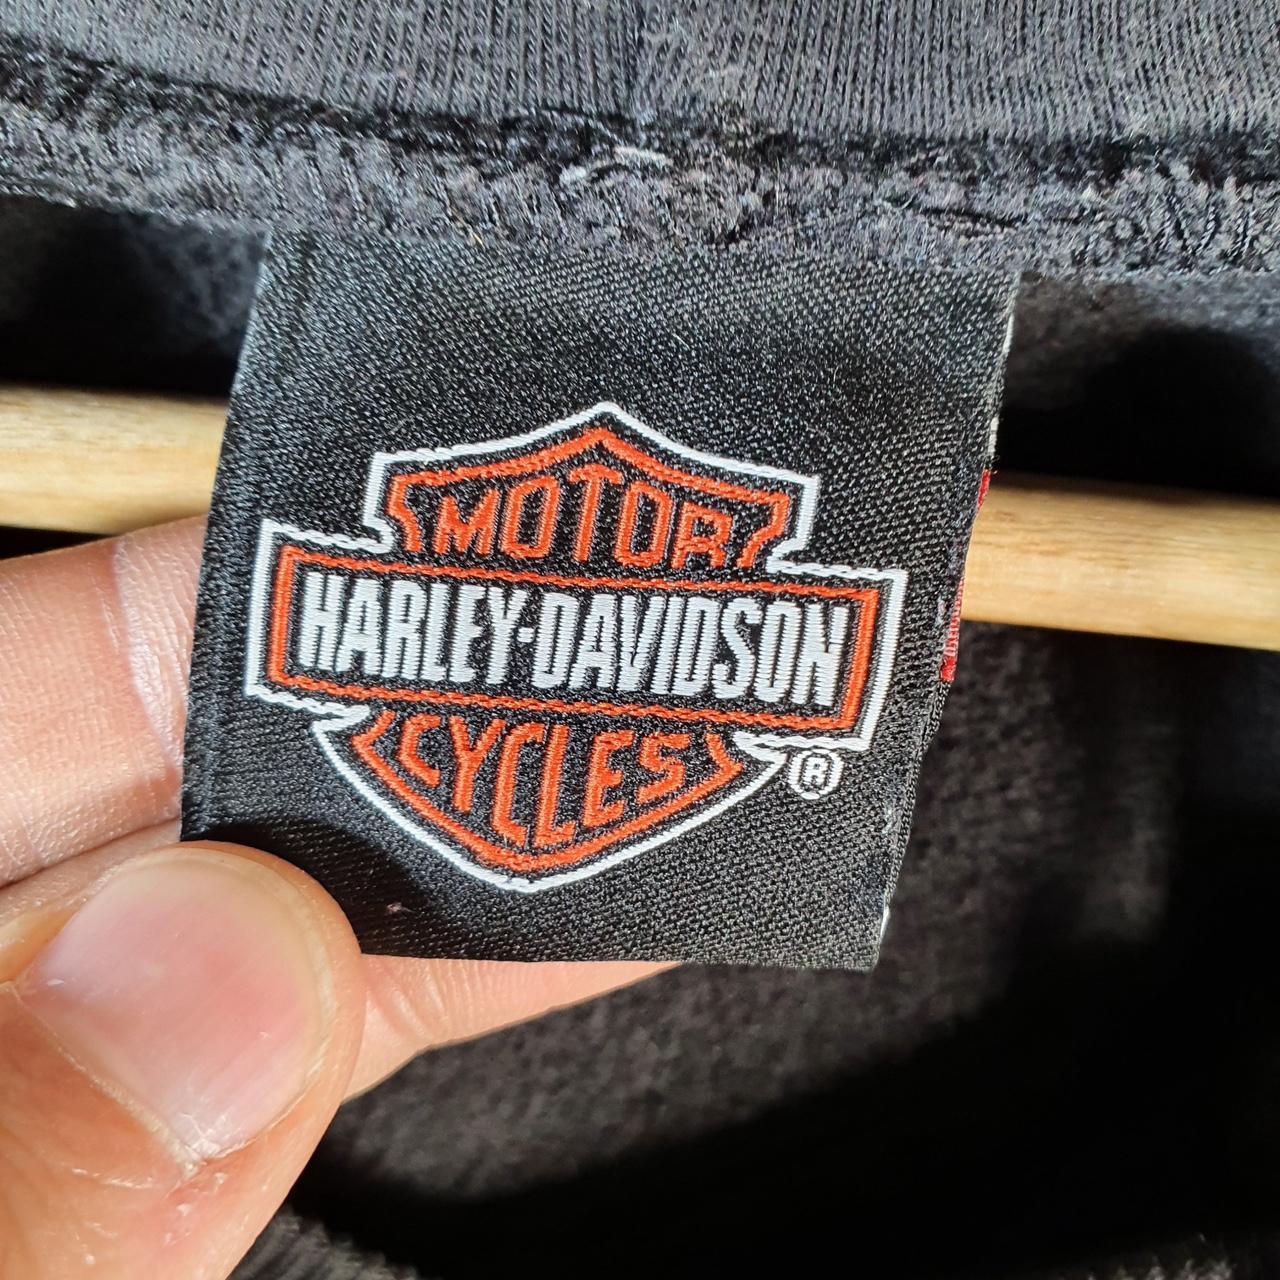 MOTOR
HARLEY-DAVIDSON
CYCLES
®